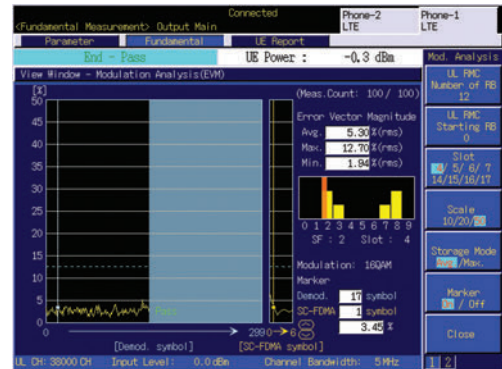 Connected
<Fundamental Measurement> Output Main
Phone-2
LTE
Phone-1
LTE
Parameter
Fundamental
UE Report
End - Pass
UE Power : -0.3 dBm
Mod. Analysis
View Window - Modulation Analysis(EVM)
UL RMC
Number of RB
12
UL RMC
Starting RB
0
Slot
/ 5/ 6/ 7
14/15/16/17
Scale
10/20/50
Storage Mode
Avg./Max.
Marker
On / Off
Close
1 2
[%]
50
45
40
35
30
25
20
15
10
5
0
Pass
0
299
0
6
[Demod. symbol]
[SC-FDMA symbol]
(Meas.Count: 100/ 100)
Error Vector Magnitude
Avg. 5.30 %(rms)
Max. 12.70 %(rms)
Min. 1.94 %(rms)
0 1 2 3 4 5 6 7 8 9
SF : 2 Slot : 4
Modulation: 16QAM
Marker
Demod. 17 symbol
SC-FDMA 1 symbol
3.45 %
UL CH: 38000 CH Input Level: 0.0 dBm Channel Bandwidth: 5 MHz